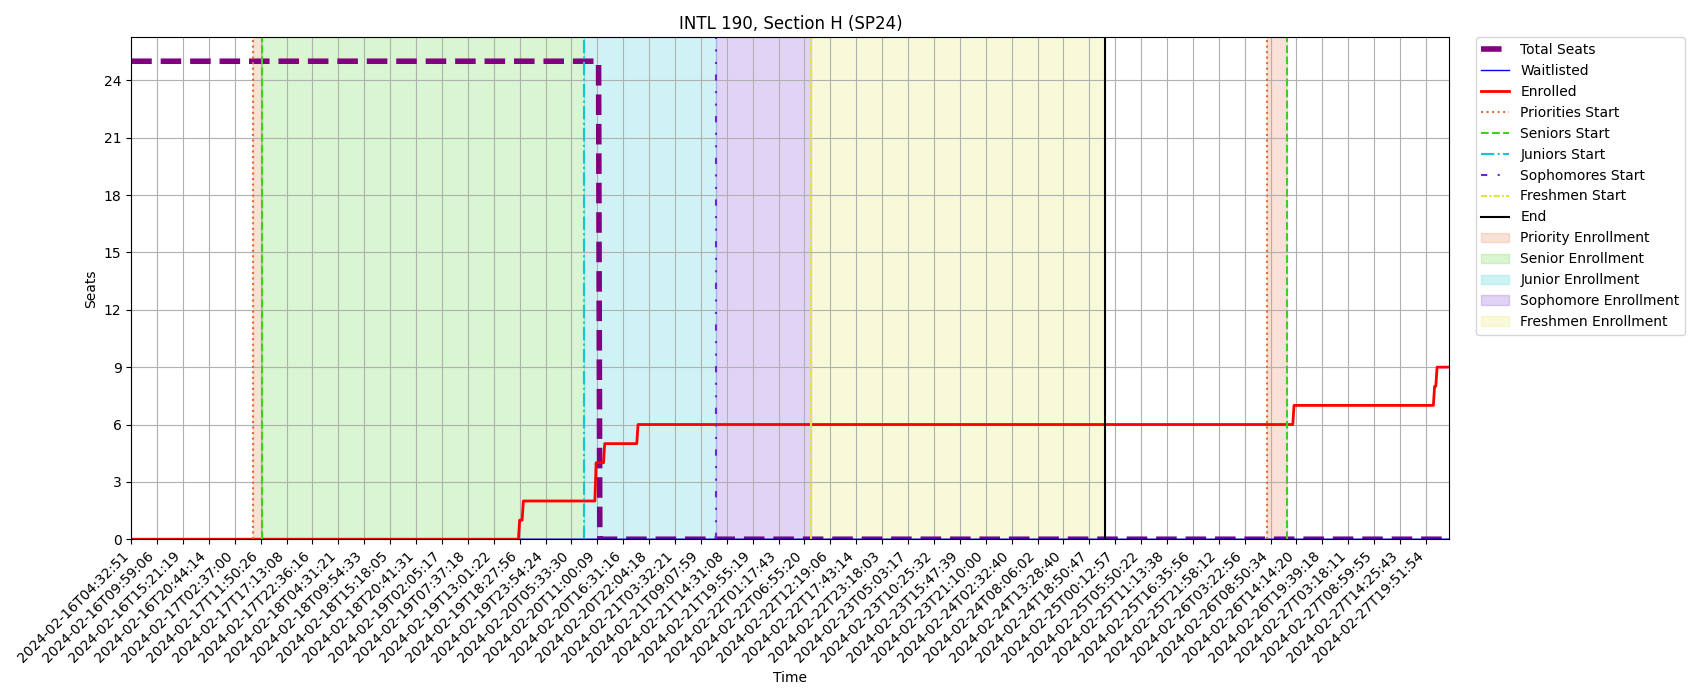 INTL 190, Section H (SP24)
Seats
24
21
18
15
12
9
6
3
0
2024-02-16T04:32:51
2024-02-16T09:59:06
2024-02-16T15:21:19
2024-02-16T20:44:14
2024-02-17T02:37:00
2024-02-17T11:50:26
2024-02-17T17:13:08
2024-02-17T22:36:16
2024-02-18T04:31:21
2024-02-18T09:54:33
2024-02-18T15:18:05
2024-02-18T20:41:31
2024-02-19T02:05:17
2024-02-19T07:37:18
2024-02-19T13:01:22
2024-02-19T18:27:56
2024-02-19T23:54:24
2024-02-20T05:33:30
2024-02-20T11:00:09
2024-02-20T16:31:16
2024-02-20T22:04:18
2024-02-21T03:32:21
2024-02-21T09:07:59
2024-02-21T14:31:08
2024-02-21T19:55:19
2024-02-22T01:17:43
2024-02-22T06:55:20
2024-02-22T12:19:06
2024-02-22T17:43:14
2024-02-22T23:18:03
2024-02-23T05:03:17
2024-02-23T10:25:32
2024-02-23T15:47:39
2024-02-23T21:10:00
2024-02-24T02:32:40
2024-02-24T08:06:02
2024-02-24T13:28:40
2024-02-24T18:50:47
2024-02-25T00:12:57
2024-02-25T05:50:22
2024-02-25T11:13:38
2024-02-25T16:35:56
2024-02-25T21:58:12
2024-02-26T03:22:56
2024-02-26T08:50:34
2024-02-26T14:14:20
2024-02-26T19:39:18
2024-02-27T03:18:11
2024-02-27T08:59:55
2024-02-27T14:25:43
2024-02-27T19:51:54
Time
Total Seats
Waitlisted
Enrolled
Priorities Start
Seniors Start
Juniors Start
Sophomores Start
Freshmen Start
End
Priority Enrollment
Senior Enrollment
Junior Enrollment
Sophomore Enrollment
Freshmen Enrollment